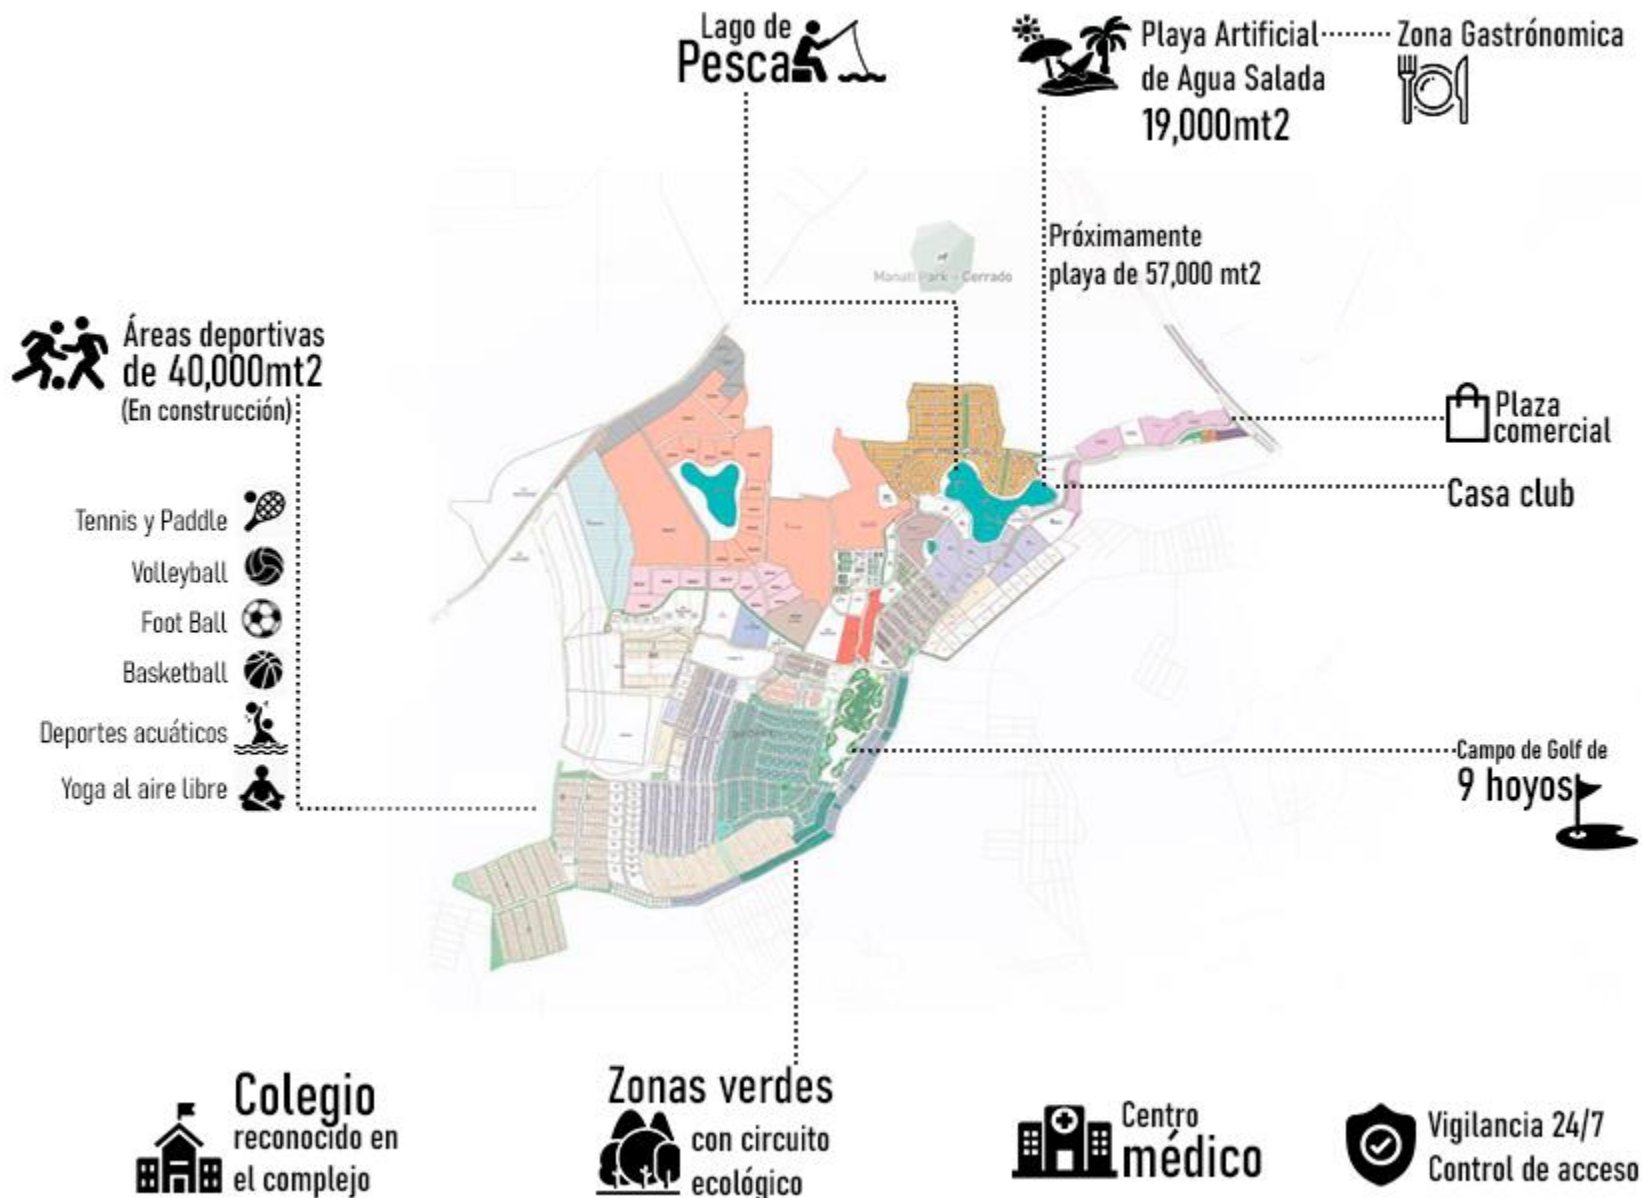 Lago de
Pesca
Playa Artificial
de Agua Salada
19,000mt2
Zona Gastrónomica
Próximamente
playa de 57,000 mt2
Manatí Park - Cerrado
Áreas deportivas
de 40,000mt2
(En construcción)
Plaza
comercial
Casa club
Tennis y Paddle
Volleyball
Foot Ball
Basketball
Deportes acuáticos
Yoga al aire libre
Campo de Golf de
9 hoyos
Colegio
reconocido en
el complejo
Zonas verdes
con circuito
ecológico
Centro
médico
Vigilancia 24/7
Control de acceso